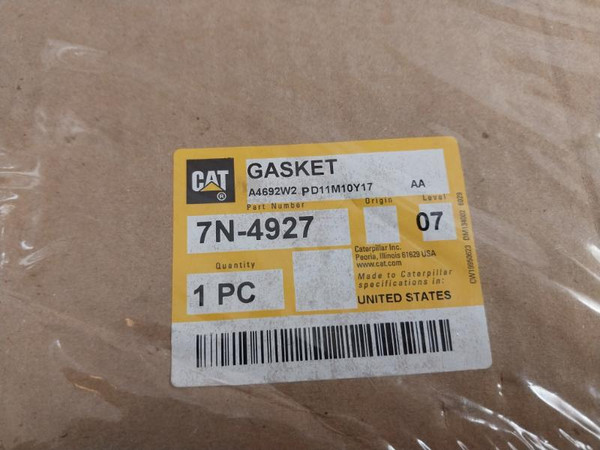 CAT
®
GASKET
A4692W2 PD11M10Y17 AA
Part Number Origin Level
7N-4927 07
Caterpillar Inc.
Peoria, Illinois 61629 USA
www.cat.com
Quantity
1 PC
Made to Caterpillar
specifications in:
UNITED STATES